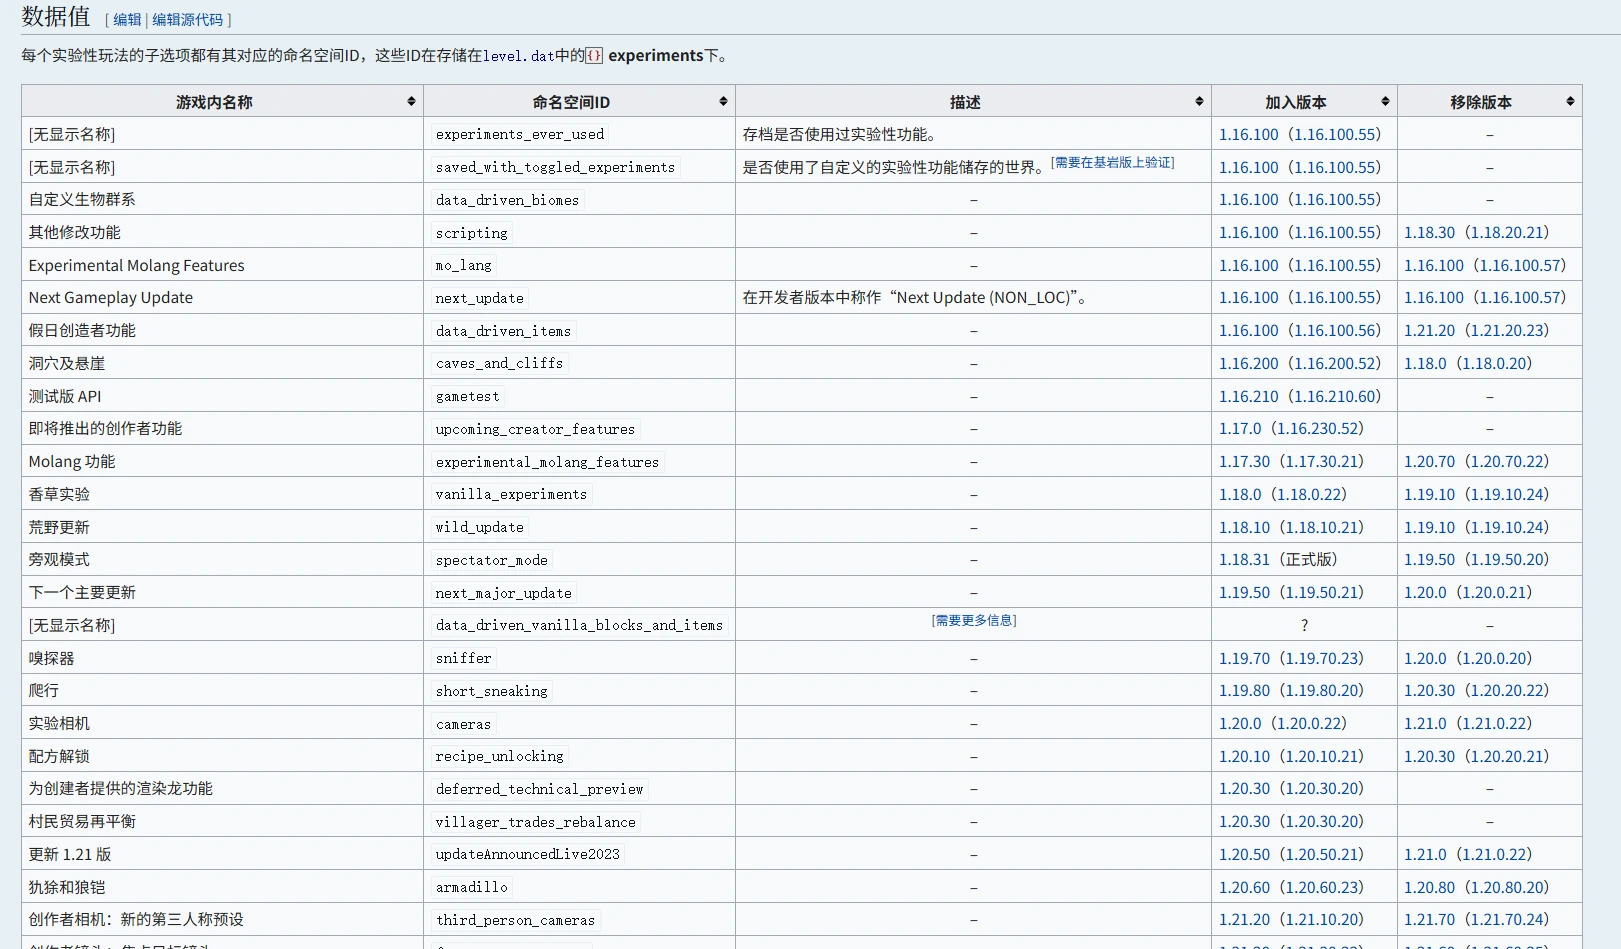 数据值 [ 编辑 | 编辑源代码 ]
每个实验性玩法的子选项都有其对应的命名空间ID，这些ID在存储在level.dat中的{} experiments下。
游戏内名称 命名空间ID 描述 加入版本 移除版本
[无显示名称] experiments_ever_used 存档是否使用过实验性功能。 1.16.100（1.16.100.55） –
[无显示名称] saved_with_toggled_experiments 是否使用了自定义的实验性功能储存的世界。[需要在基岩版上验证] 1.16.100（1.16.100.55） –
自定义生物群系 data_driven_biomes – 1.16.100（1.16.100.55） –
其他修改功能 scripting – 1.16.100（1.16.100.55） 1.18.30（1.18.20.21）
Experimental Molang Features mo_lang – 1.16.100（1.16.100.55） 1.16.100（1.16.100.57）
Next Gameplay Update next_update 在开发者版本中称作“Next Update (NON_LOC)”。 1.16.100（1.16.100.55） 1.16.100（1.16.100.57）
假日创造者功能 data_driven_items – 1.16.100（1.16.100.56） 1.21.20（1.21.20.23）
洞穴及悬崖 caves_and_cliffs – 1.16.200（1.16.200.52） 1.18.0（1.18.0.20）
测试版 API gametest – 1.16.210（1.16.210.60） –
即将推出的创作者功能 upcoming_creator_features – 1.17.0（1.16.230.52） –
Molang 功能 experimental_molang_features – 1.17.30（1.17.30.21） 1.20.70（1.20.70.22）
香草实验 vanilla_experiments – 1.18.0（1.18.0.22） 1.19.10（1.19.10.24）
荒野更新 wild_update – 1.18.10（1.18.10.21） 1.19.10（1.19.10.24）
旁观模式 spectator_mode – 1.18.31（正式版） 1.19.50（1.19.50.20）
下一个主要更新 next_major_update – 1.19.50（1.19.50.21） 1.20.0（1.20.0.21）
[无显示名称] data_driven_vanilla_blocks_and_items [需要更多信息] ? –
嗅探器 sniffer – 1.19.70（1.19.70.23） 1.20.0（1.20.0.20）
爬行 short_sneaking – 1.19.80（1.19.80.20） 1.20.30（1.20.20.22）
实验相机 cameras – 1.20.0（1.20.0.22） 1.21.0（1.21.0.22）
配方解锁 recipe_unlocking – 1.20.10（1.20.10.21） 1.20.30（1.20.20.21）
为创建者提供的渲染龙功能 deferred_technical_preview – 1.20.30（1.20.30.20） –
村民贸易再平衡 villager_trades_rebalance – 1.20.30（1.20.30.20） –
更新 1.21 版 updateAnnouncedLive2023 – 1.20.50（1.20.50.21） 1.21.0（1.21.0.22）
犰狳和狼铠 armadillo – 1.20.60（1.20.60.23） 1.20.80（1.20.80.20）
创作者相机：新的第三人称预设 third_person_cameras – 1.21.20（1.21.10.20） 1.21.70（1.21.70.24）